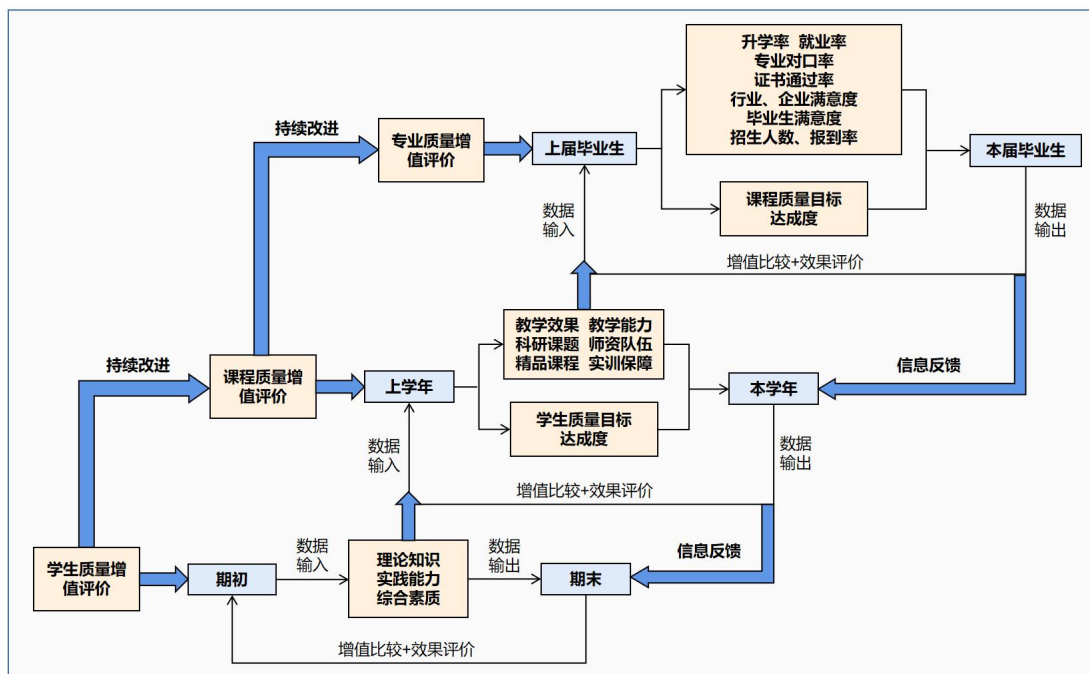 升学率 就业率
专业对口率
证书通过率
行业、企业满意度
毕业生满意度
招生人数、报到率
持续改进
专业质量增
值评价
上届毕业生
本届毕业生
课程质量目标
达成度
数据
输入
数据
输出
增值比较+效果评价
教学效果 教学能力
科研课题 师资队伍
精品课程 实训保障
持续改进
课程质量增
值评价
上学年
本学年
信息反馈
学生质量目标
达成度
数据
输入
数据
输出
增值比较+效果评价
学生质量增
值评价
期初
数据
输入
理论知识
实践能力
综合素质
数据
输出
期末
信息反馈
增值比较+效果评价